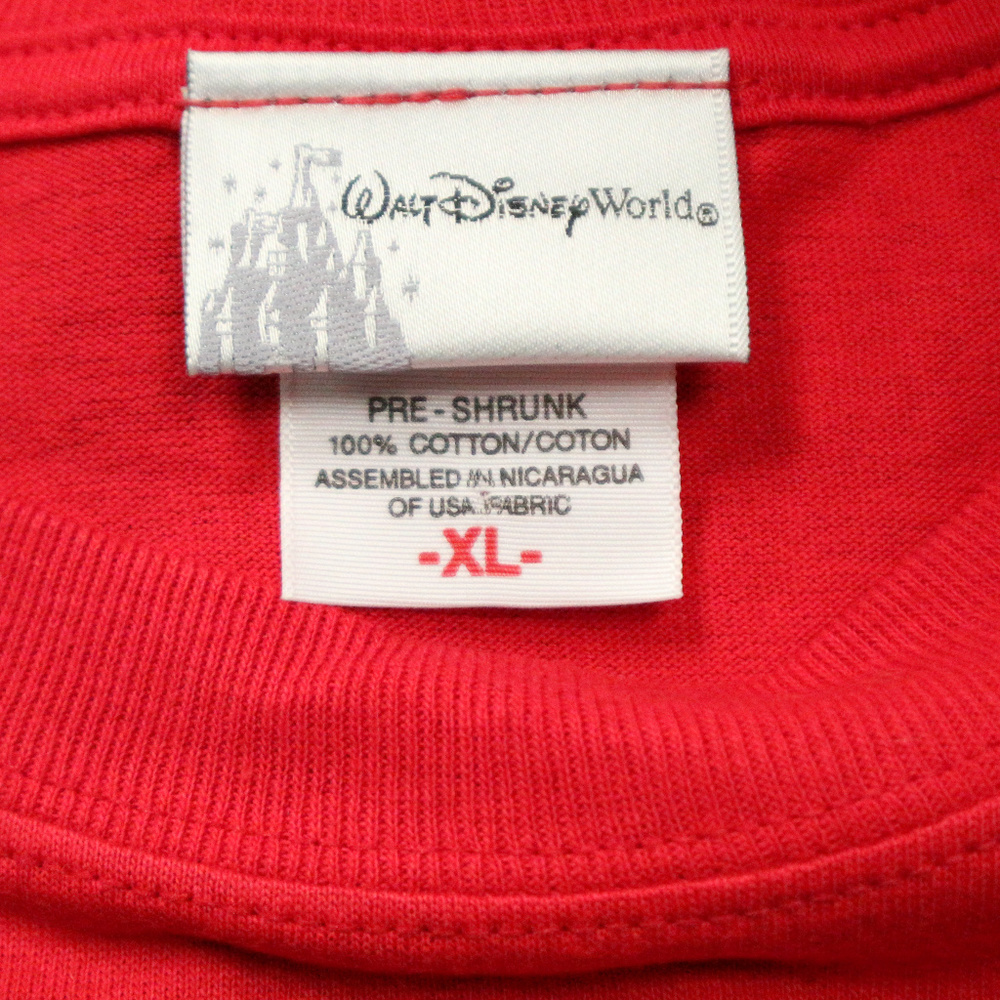 Walt Disney World®
PRE - SHRUNK
100% COTTON/COTON
ASSEMBLED IN NICARAGUA
OF USA FABRIC
-XL-